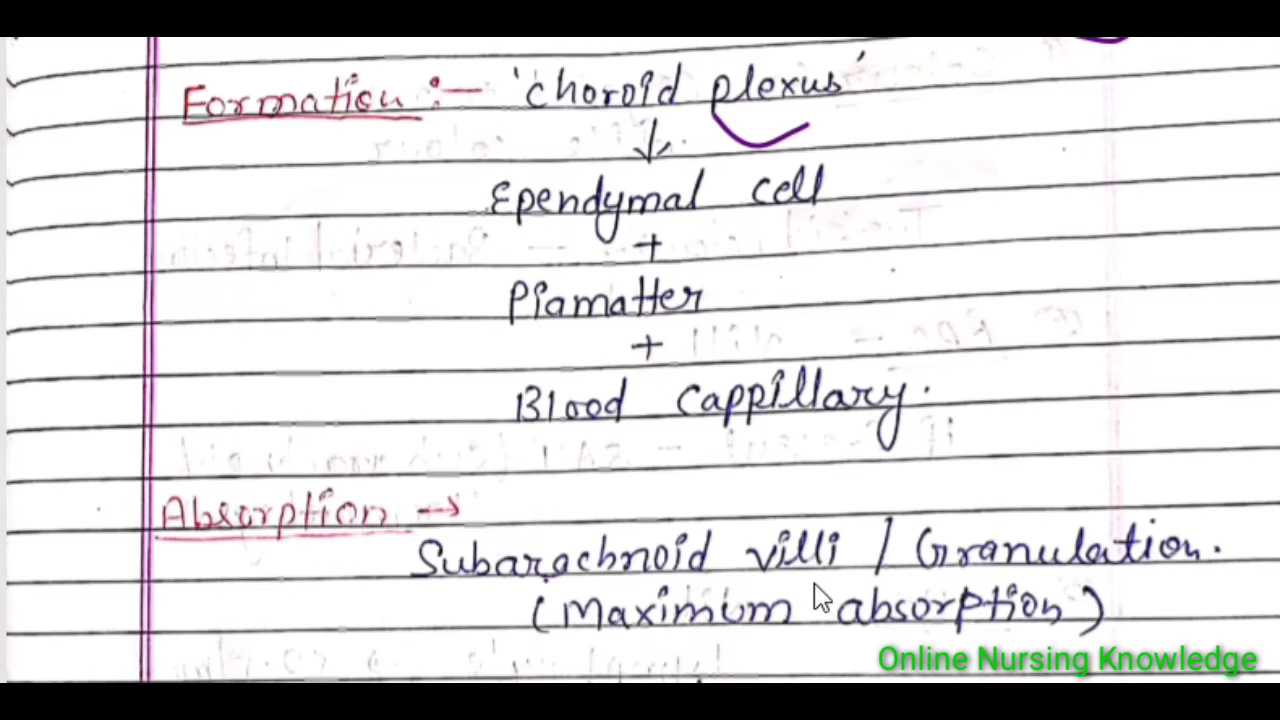 Formation :- 'choroid plexus'
↓
Ependymal cell
+
Piamatter
+
Blood cappillary.
Absorption →
Subarachnoid villi / Granulation.
(Maximum absorption)
Online Nursing Knowledge